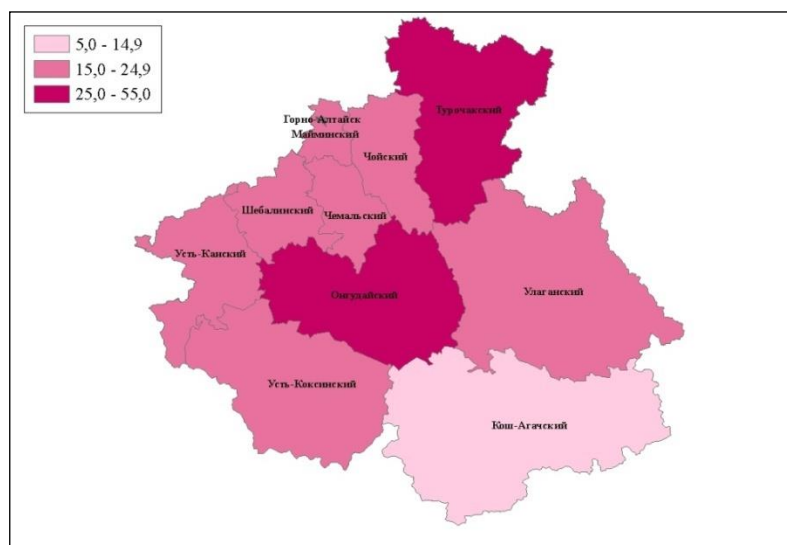 5,0 - 14,9
15,0 - 24,9
25,0 - 55,0
Турочакский
Горно-Алтайск
Майминский
Чойский
Шебалинский
Чемальский
Усть-Канский
Онгудайский
Улаганский
Усть-Коксинский
Кош-Агачский